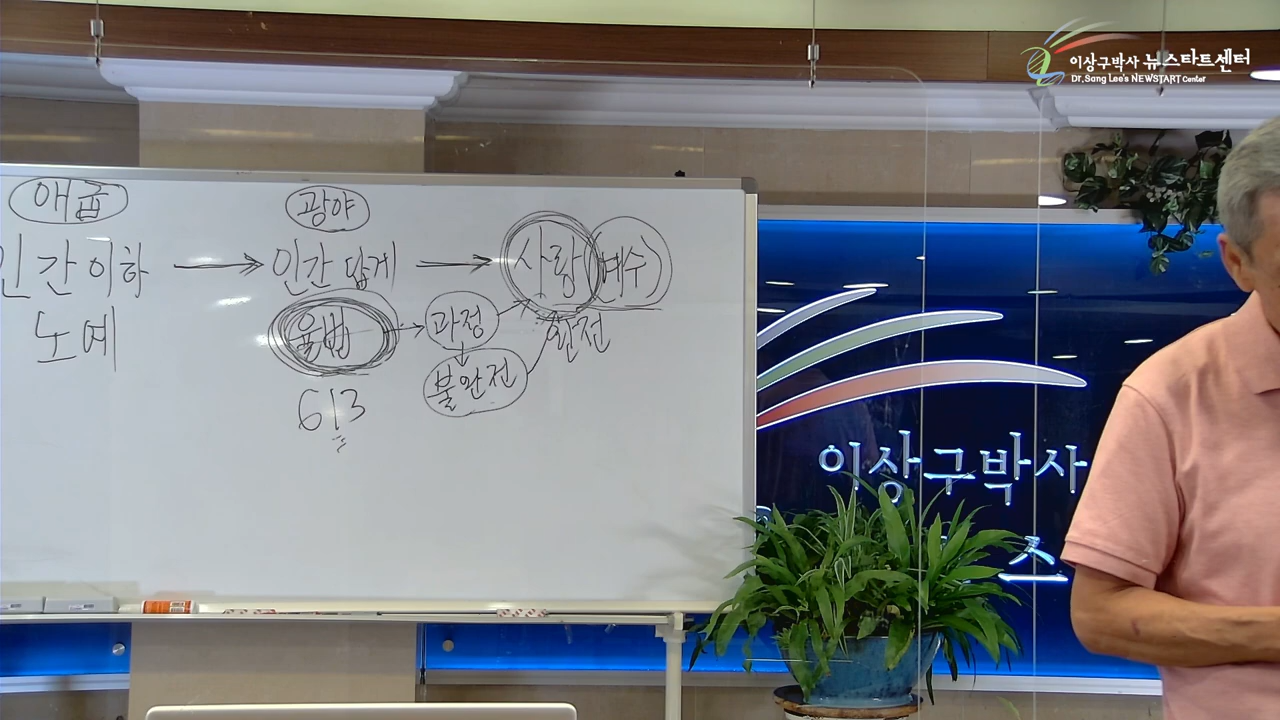 이상구박사 뉴스타트센터
Dr. Sang Lee's NEWSTART Center
애굽
광야
인간이하
인간 답게
사랑(예수)
노예
율법
과정
완전
불완전
613
이상구박사
스